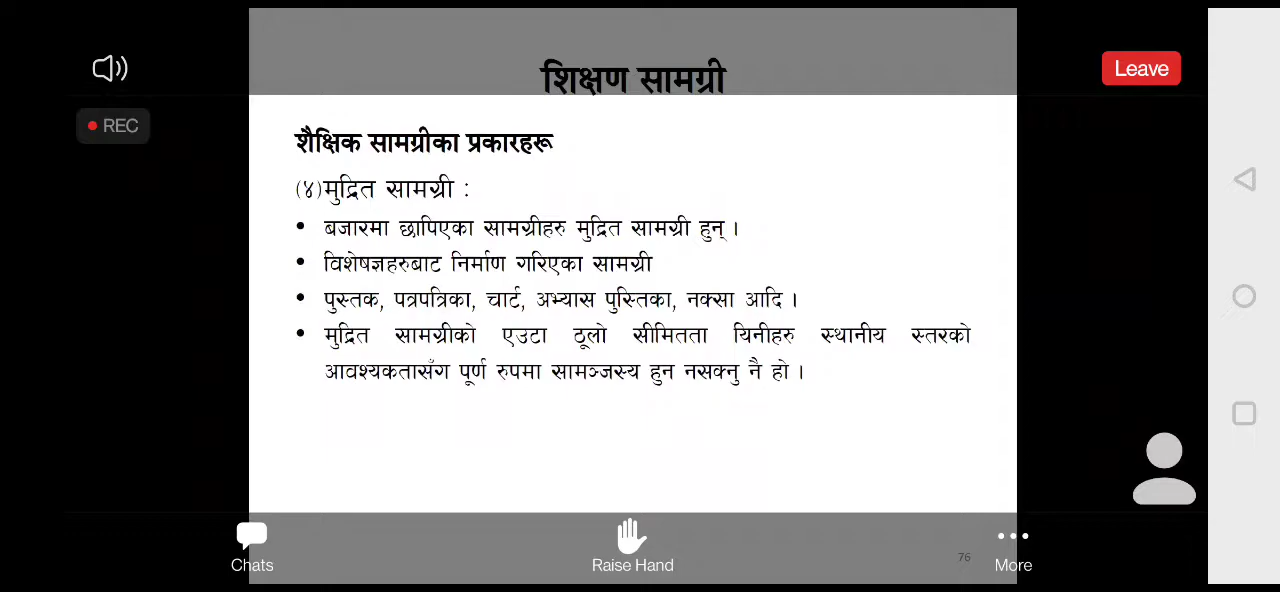 शिक्षण सामग्री
Leave
REC
शैक्षिक सामग्रीका प्रकारहरू
(४)मुद्रित सामग्री :
• बजारमा छापिएका सामग्रीहरु मुद्रित सामग्री हुन् ।
• विशेषज्ञहरुबाट निर्माण गरिएका सामग्री
• पुस्तक, पत्रपत्रिका, चार्ट, अभ्यास पुस्तिका, नक्सा आदि ।
• मुद्रित सामग्रीको एउटा ठूलो सीमितता यिनीहरु स्थानीय स्तरको
आवश्यकतासँग पूर्ण रुपमा सामञ्जस्य हुन नसक्नु नै हो ।
76
Chats
Raise Hand
More